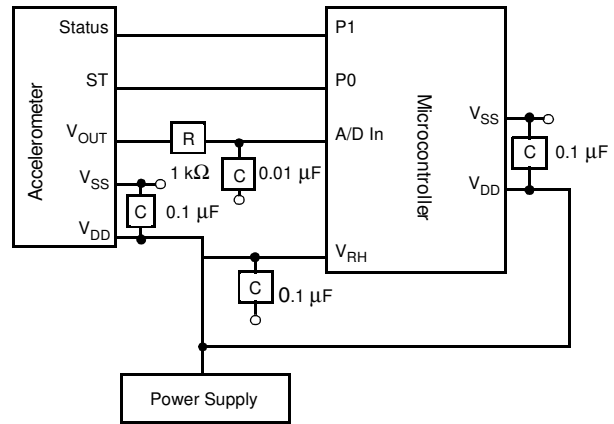 Status
P1
ST
P0
V_OUT
R
A/D In
1 kΩ
C
0.01 µF
V_SS
C
0.1 µF
V_DD
Accelerometer
Microcontroller
V_SS
C
0.1 µF
V_DD
V_RH
C
0.1 µF
Power Supply